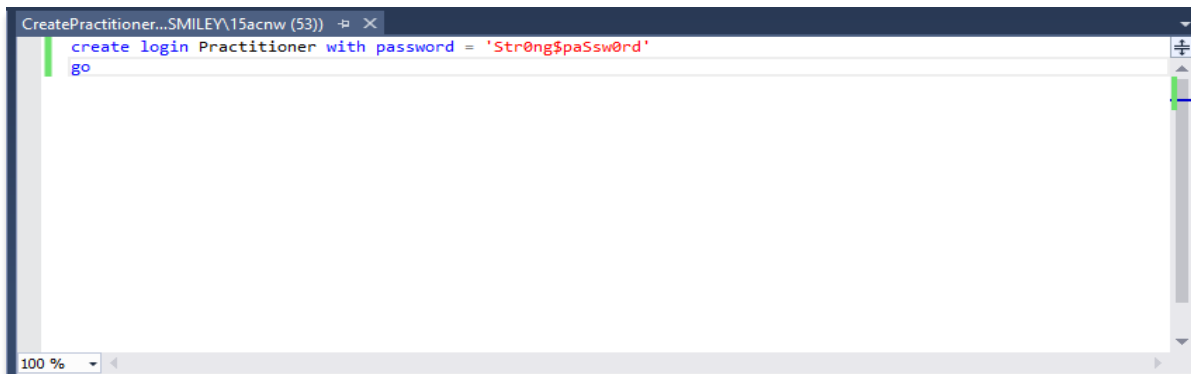 CreatePractitioner...SMILEY\15acnw (53))
create login Practitioner with password = 'Str0ng$paSsw0rd'
go
100 %